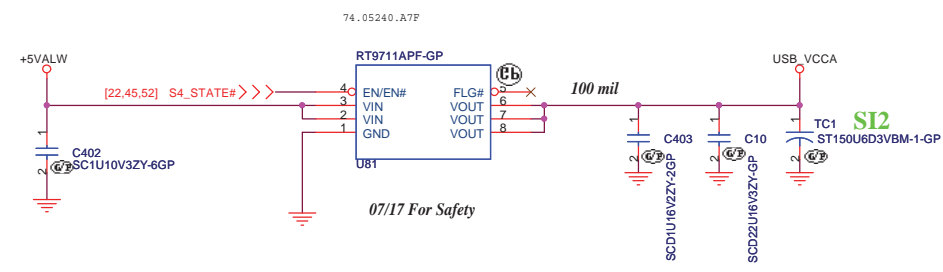 74.05240.A7F
RT9711APF-GP
+5VALW
USB_VCCA
[22,45,52] S4_STATE#
4 EN/EN# FLG# 5
3 VIN VOUT 6
2 VIN VOUT 7
1 GND VOUT 8
U81
100 mil
1
C402
SC1U10V3ZY-6GP
2
1
C403
SCD1U16V2ZY-2GP
2
1
C10
SCD22U16V3ZY-GP
2
1
TC1
SI2
ST150U6D3VBM-1-GP
2
07/17 For Safety